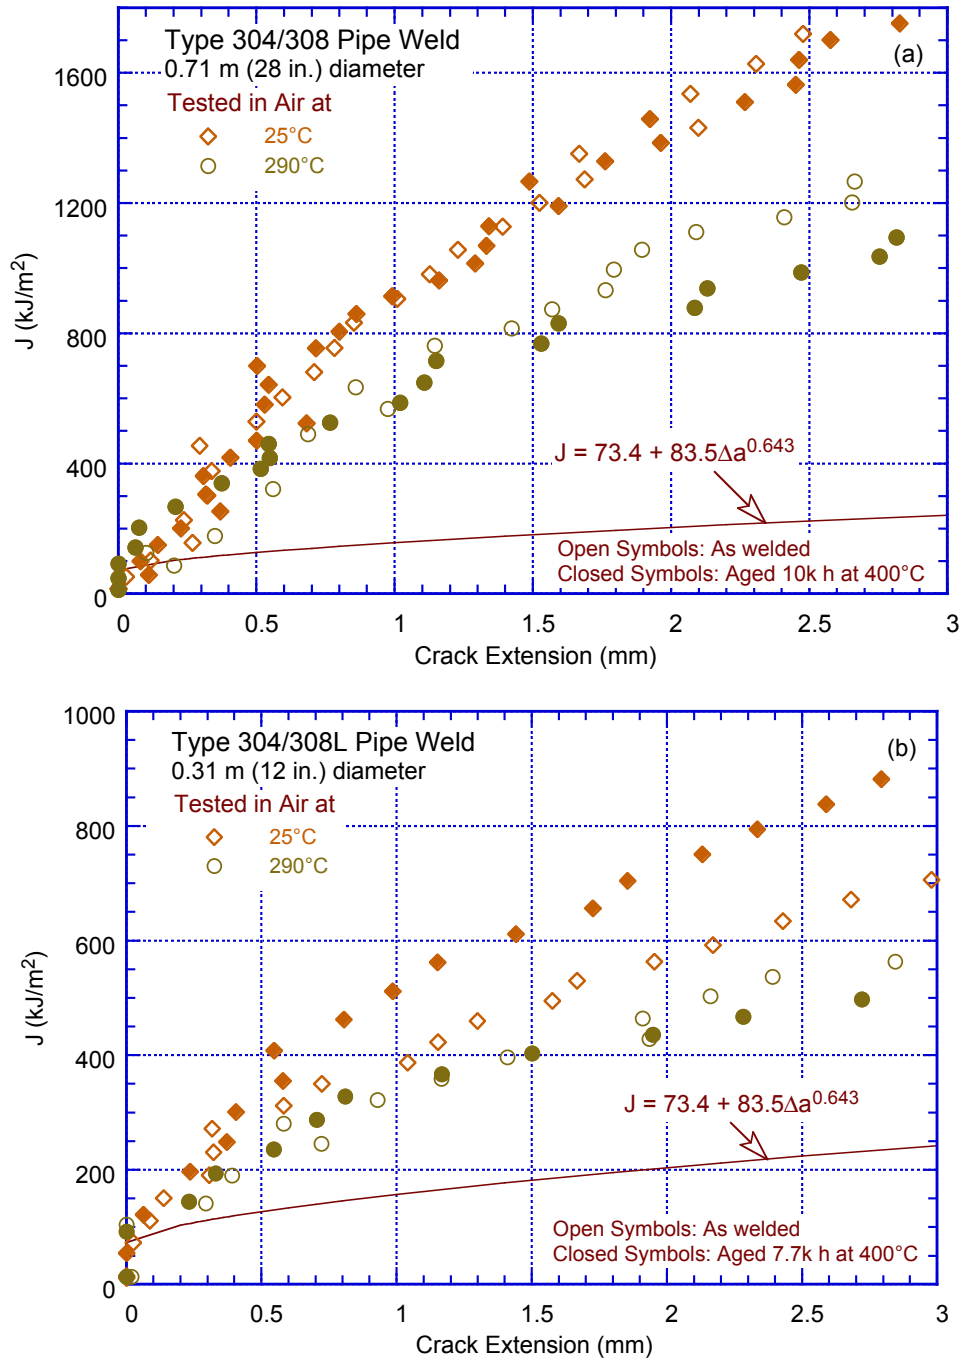 Type 304/308 Pipe Weld
0.71 m (28 in.) diameter
(a)
Tested in Air at
25°C
290°C
J = 73.4 + 83.5Δa^0.643
Open Symbols: As welded
Closed Symbols: Aged 10k h at 400°C
1600
1200
800
400
0
J (kJ/m²)
0 0.5 1 1.5 2 2.5 3
Crack Extension (mm)
Type 304/308L Pipe Weld
0.31 m (12 in.) diameter
(b)
Tested in Air at
25°C
290°C
J = 73.4 + 83.5Δa^0.643
Open Symbols: As welded
Closed Symbols: Aged 7.7k h at 400°C
1000
800
600
400
200
0
J (kJ/m²)
0 0.5 1 1.5 2 2.5 3
Crack Extension (mm)